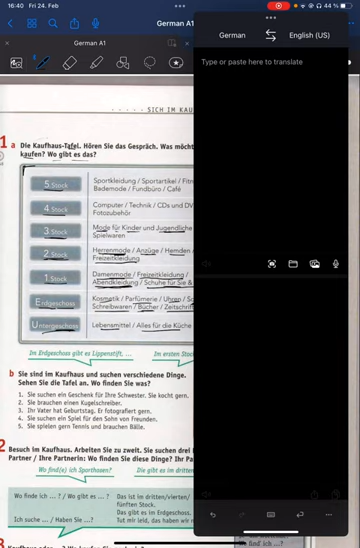 16:40 Fri 24. Feb
44 %
German A1
German A1
German
English (US)
Type or paste here to translate
SICH IM KAU
1 a Die Kaufhaus-Tafel. Hören Sie das Gespräch. Was möcht
kaufen? Wo gibt es das?
5. Stock
Sportkleidung / Sportartikel / Fitn
Bademode / Fundbüro / Café
4. Stock
Computer / Technik / CDs und DV
Fotozubehör
3. Stock
Mode für Kinder und Jugendliche
Spielwaren
2. Stock
Herrenmode / Anzüge / Hemden
Freizeitkleidung
1. Stock
Damenmode / Freizeitkleidung /
Abendkleidung / Schuhe für Sie &
Erdgeschoss
Kosmetik / Parfümerie / Uhren / Sc
Schreibwaren / Bücher / Zeitschrift
Untergeschoss
Lebensmittel / Alles für die Küche
Im Erdgeschoss gibt es Lippenstift, ...
Im ersten Stoc
b Sie sind im Kaufhaus und suchen verschiedene Dinge.
Sehen Sie die Tafel an. Wo finden Sie was?
1. Sie suchen ein Geschenk für Ihre Schwester. Sie kocht gern.
2. Sie brauchen einen Kugelschreiber.
3. Ihr Vater hat Geburtstag. Er fotografiert gern.
4. Sie suchen ein Spiel für den Sohn von Freunden.
5. Sie spielen gern Tennis und brauchen Bälle.
2 Besuch im Kaufhaus. Arbeiten Sie zu zweit. Sie suchen drei
Partner / Ihre Partnerin: Wo finden Sie diese Dinge? Ihr Pa
Wo find(e) ich Sporthosen?
Die gibt es im dritten
Wo finde ich ... ? / Wo gibt es ... ?
Das ist im dritten/vierten/
fünften Stock.
Das gibt es im Erdgeschoss.
Ich suche ... / Haben Sie ...?
Tut mir leid, das haben wir n
find' ich ...?